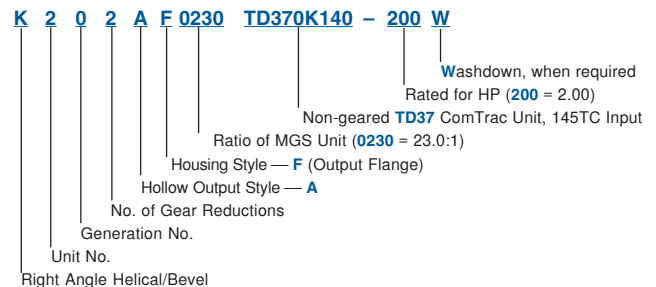 K 2 0 2 A F 0230 TD370K140 – 200 W
Washdown, when required
Rated for HP (200 = 2.00)
Non-geared TD37 ComTrac Unit, 145TC Input
Ratio of MGS Unit (0230 = 23.0:1)
Housing Style — F (Output Flange)
Hollow Output Style — A
No. of Gear Reductions
Generation No.
Unit No.
Right Angle Helical/Bevel